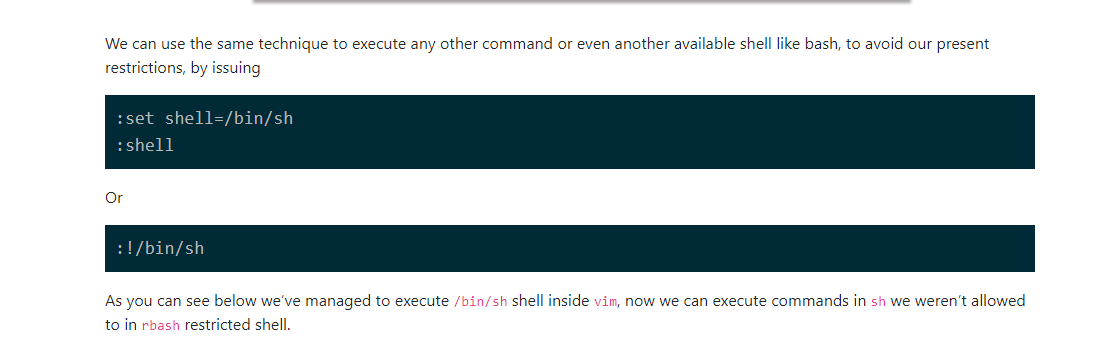 We can use the same technique to execute any other command or even another available shell like bash, to avoid our present
restrictions, by issuing
:set shell=/bin/sh
:shell
Or
:!/bin/sh
As you can see below we’ve managed to execute /bin/sh shell inside vim, now we can execute commands in sh we weren’t allowed
to in rbash restricted shell.